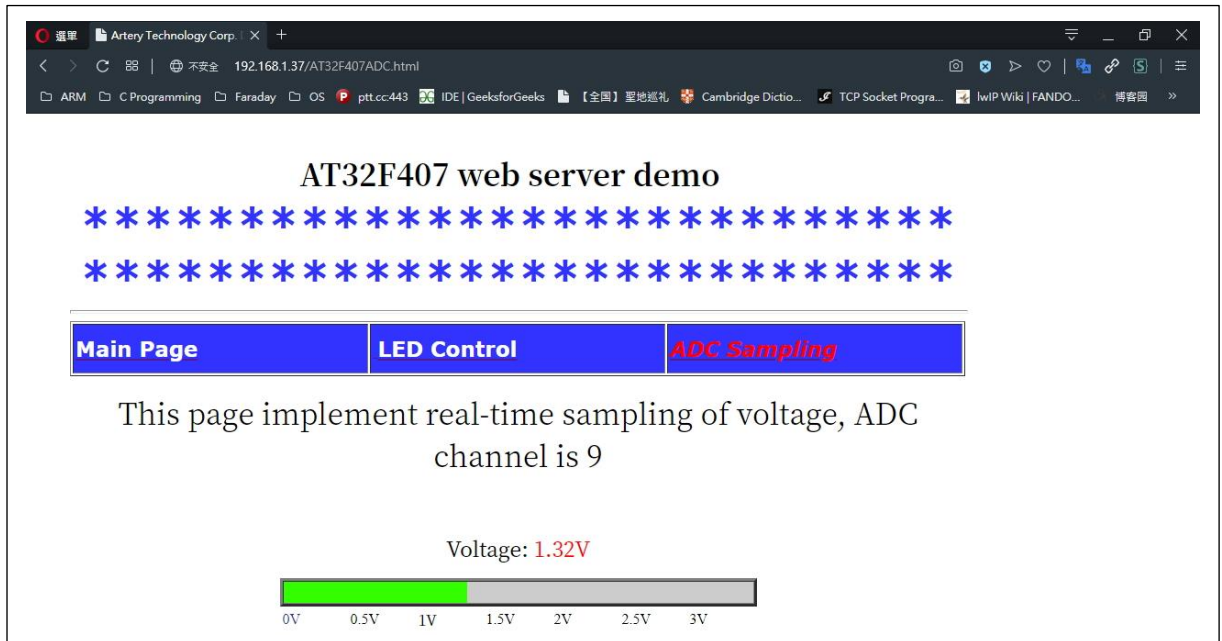 選單 Artery Technology Corp.
不安全 192.168.1.37/AT32F407ADC.html
ARM C Programming Faraday OS ptt.cc:443 IDE | GeeksforGeeks 【全国】聖地巡礼 Cambridge Dictio... TCP Socket Progra... lwIP Wiki | FANDO... 博客园 »
AT32F407 web server demo
****************************
****************************
Main Page LED Control ADC Sampling
This page implement real-time sampling of voltage, ADC
channel is 9
Voltage: 1.32V
0V 0.5V 1V 1.5V 2V 2.5V 3V